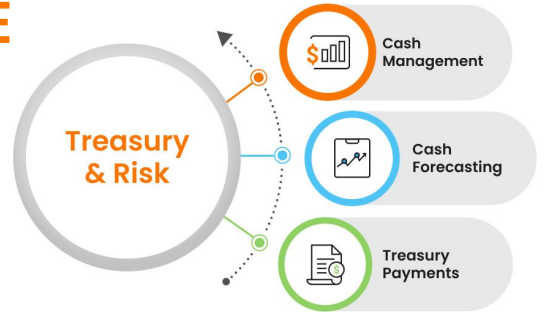 E
Treasury
& Risk
$
Cash
Management
Cash
Forecasting
$
Treasury
Payments